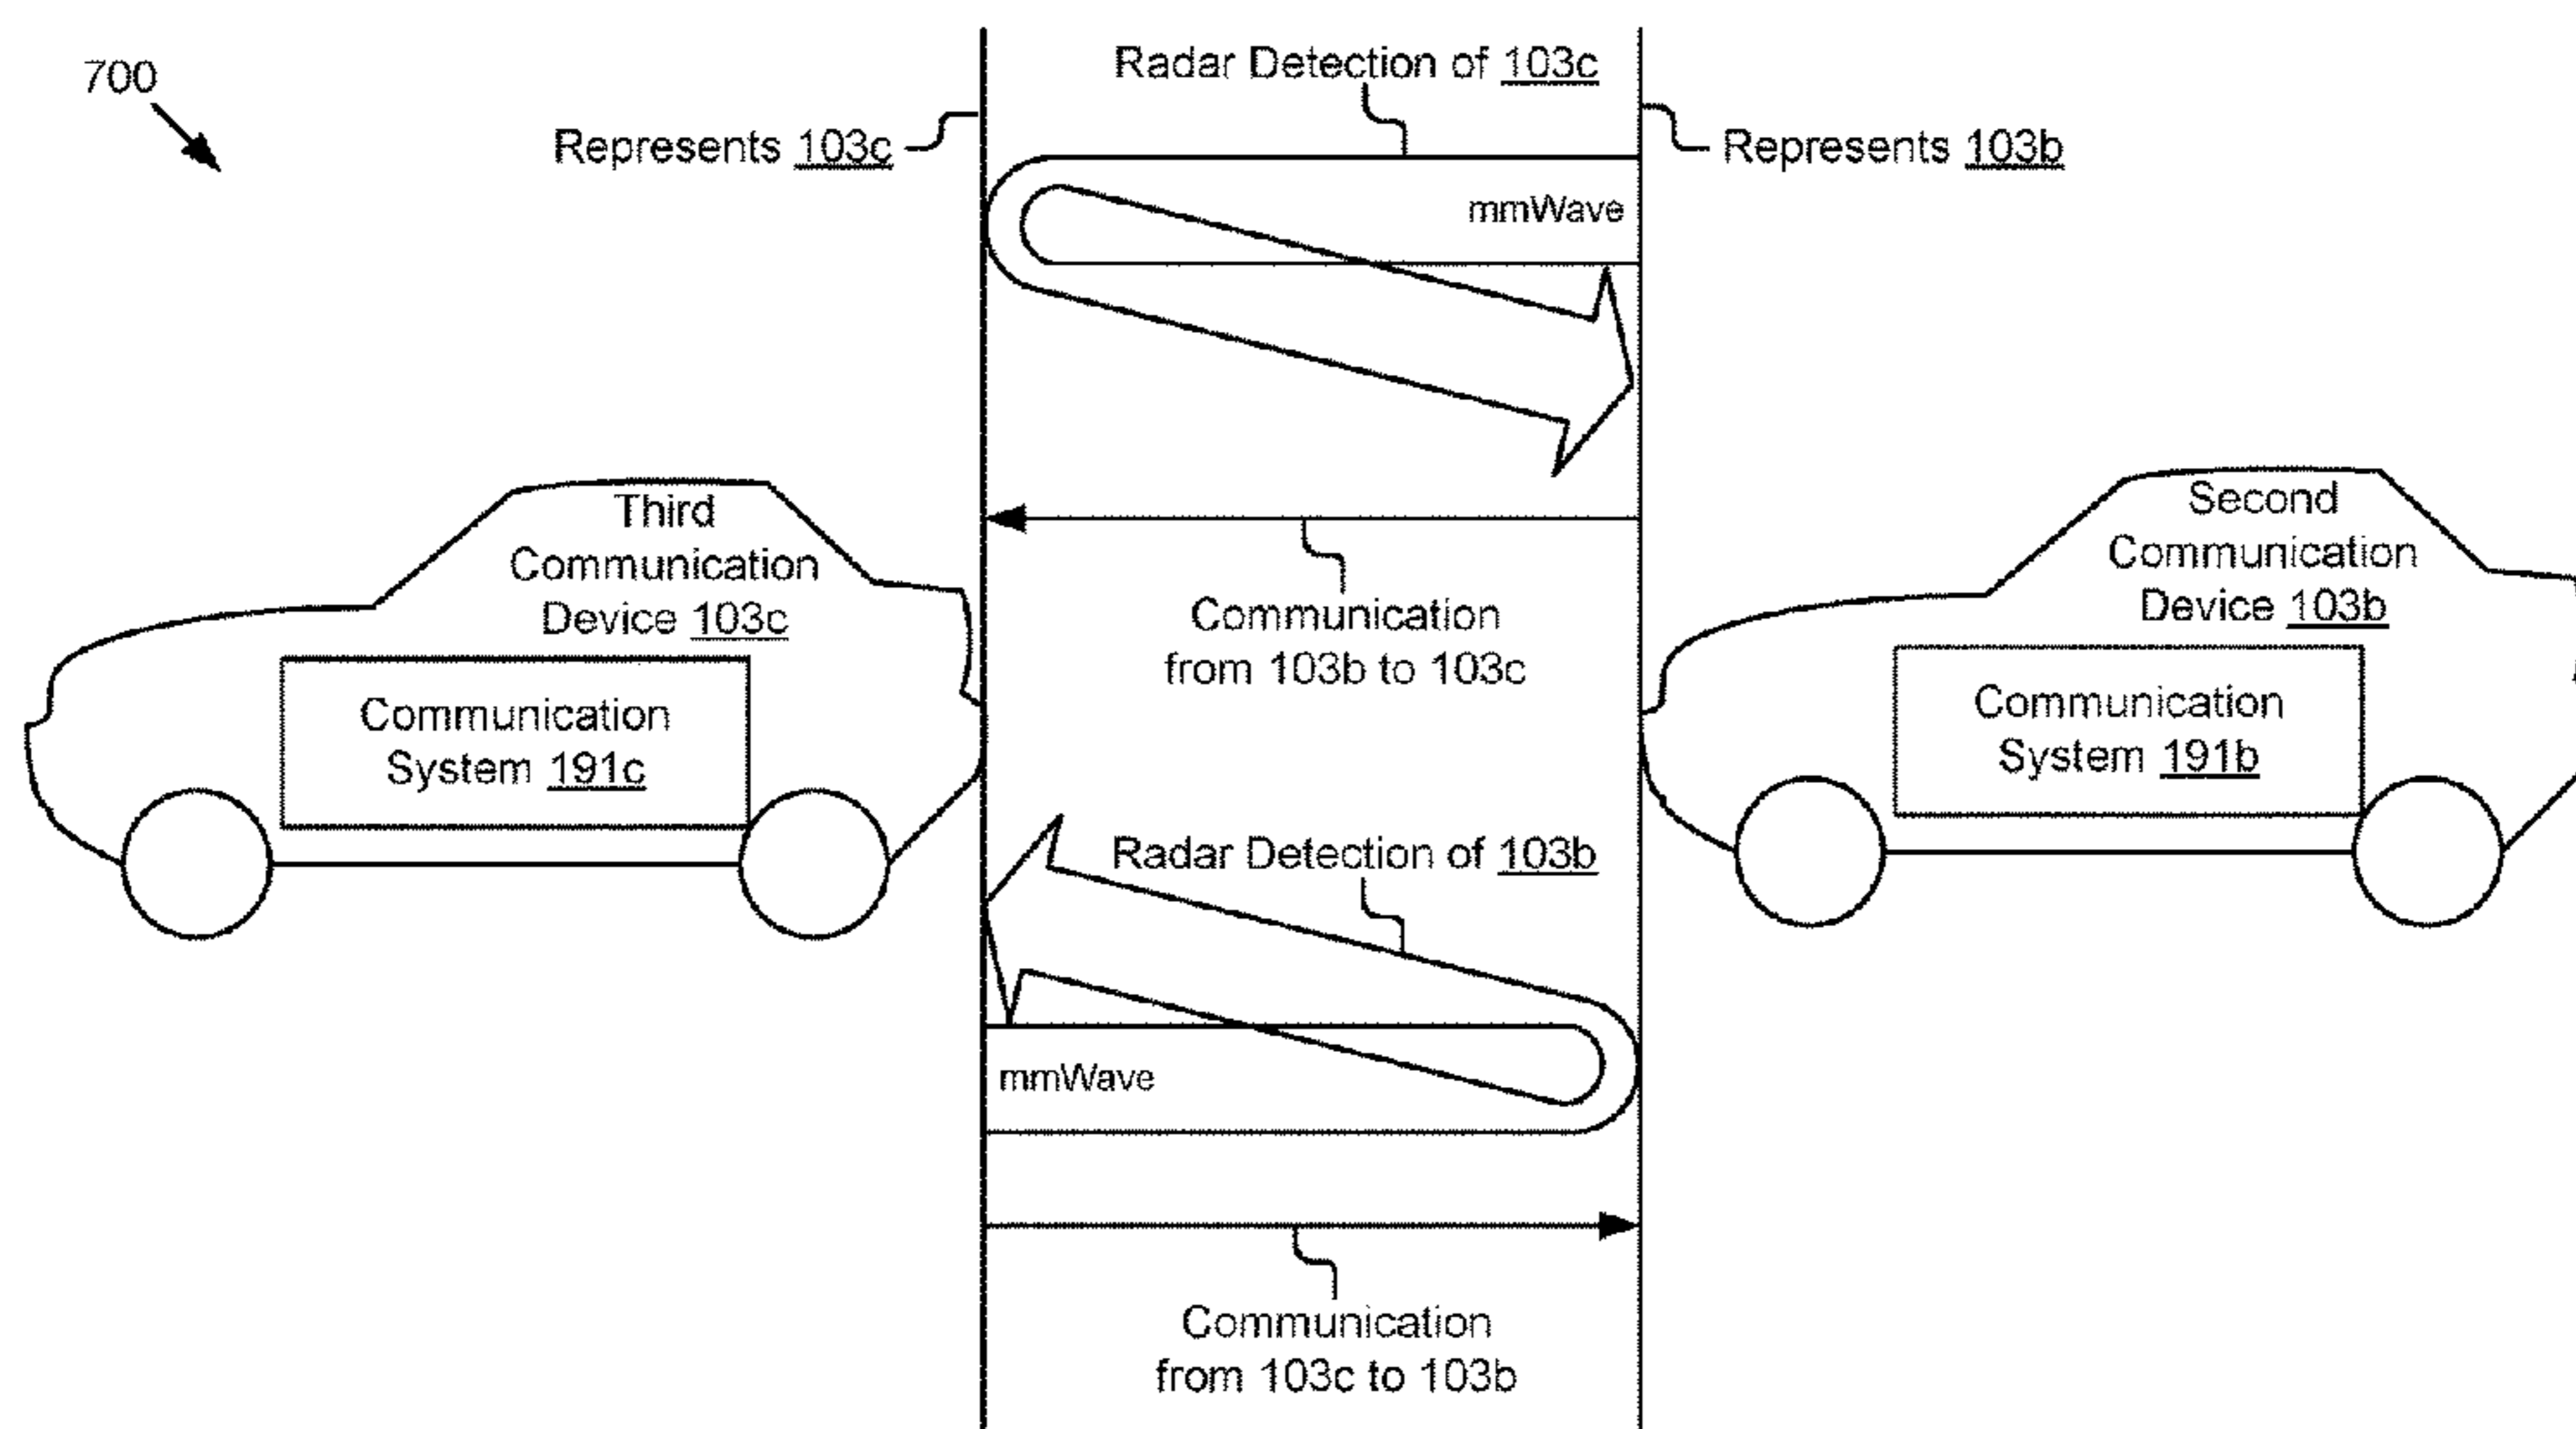 700
Radar Detection of 103c
Represents 103c
Represents 103b
mmWave
Third
Communication
Device 103c
Communication
System 191c
Second
Communication
Device 103b
Communication
System 191b
Communication
from 103b to 103c
Radar Detection of 103b
mmWave
Communication
from 103c to 103b